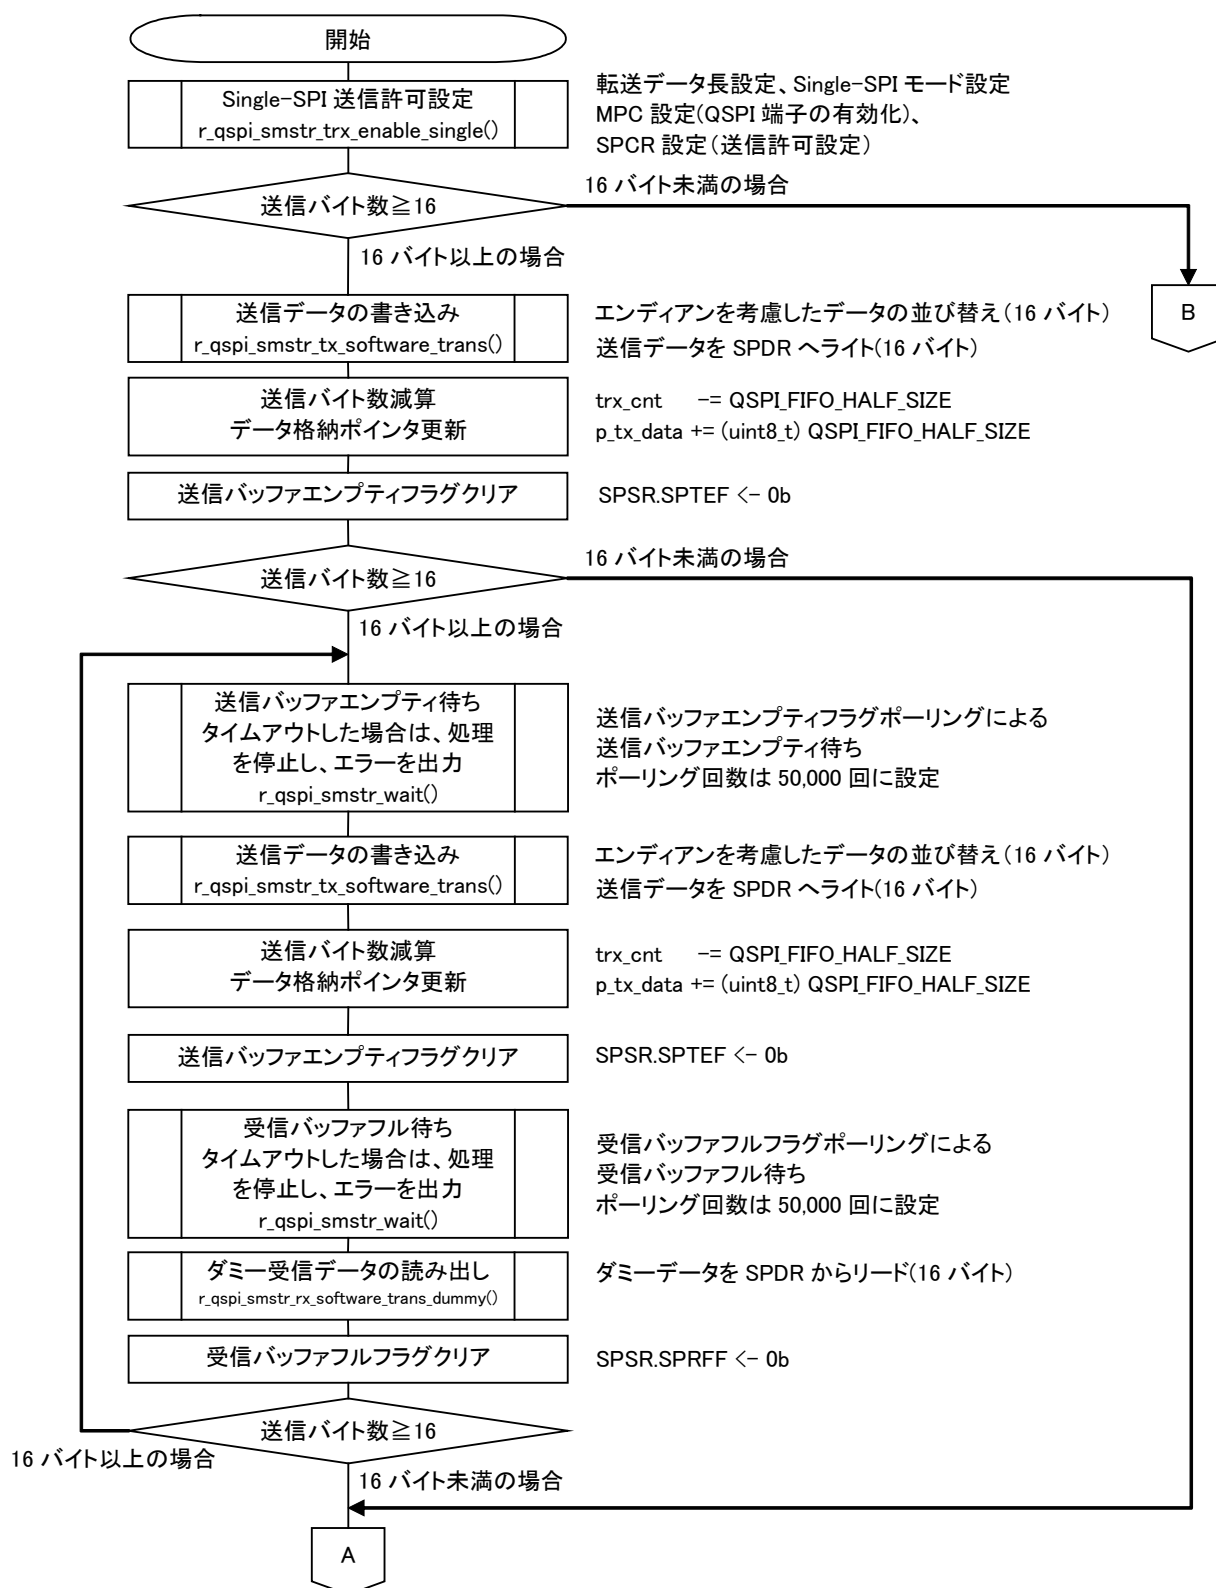 開始
Single-SPI 送信許可設定
r_qspi_smstr_trx_enable_single()
転送データ長設定、Single-SPI モード設定
MPC 設定(QSPI 端子の有効化)、
SPCR 設定(送信許可設定)
送信バイト数≧16
16 バイト未満の場合
16 バイト以上の場合
B
送信データの書き込み
r_qspi_smstr_tx_software_trans()
エンディアンを考慮したデータの並び替え(16 バイト)
送信データを SPDR へライト(16 バイト)
送信バイト数減算
データ格納ポインタ更新
trx_cnt -= QSPI_FIFO_HALF_SIZE
p_tx_data += (uint8_t) QSPI_FIFO_HALF_SIZE
送信バッファエンプティフラグクリア
SPSR.SPTEF <- 0b
送信バイト数≧16
16 バイト未満の場合
16 バイト以上の場合
送信バッファエンプティ待ち
タイムアウトした場合は、処理
を停止し、エラーを出力
r_qspi_smstr_wait()
送信バッファエンプティフラグポーリングによる
送信バッファエンプティ待ち
ポーリング回数は 50,000 回に設定
送信データの書き込み
r_qspi_smstr_tx_software_trans()
エンディアンを考慮したデータの並び替え(16 バイト)
送信データを SPDR へライト(16 バイト)
送信バイト数減算
データ格納ポインタ更新
trx_cnt -= QSPI_FIFO_HALF_SIZE
p_tx_data += (uint8_t) QSPI_FIFO_HALF_SIZE
送信バッファエンプティフラグクリア
SPSR.SPTEF <- 0b
受信バッファフル待ち
タイムアウトした場合は、処理
を停止し、エラーを出力
r_qspi_smstr_wait()
受信バッファフルフラグポーリングによる
受信バッファフル待ち
ポーリング回数は 50,000 回に設定
ダミー受信データの読み出し
r_qspi_smstr_rx_software_trans_dummy()
ダミーデータを SPDR からリード(16 バイト)
受信バッファフルフラグクリア
SPSR.SPRFF <- 0b
送信バイト数≧16
16 バイト以上の場合
16 バイト未満の場合
A